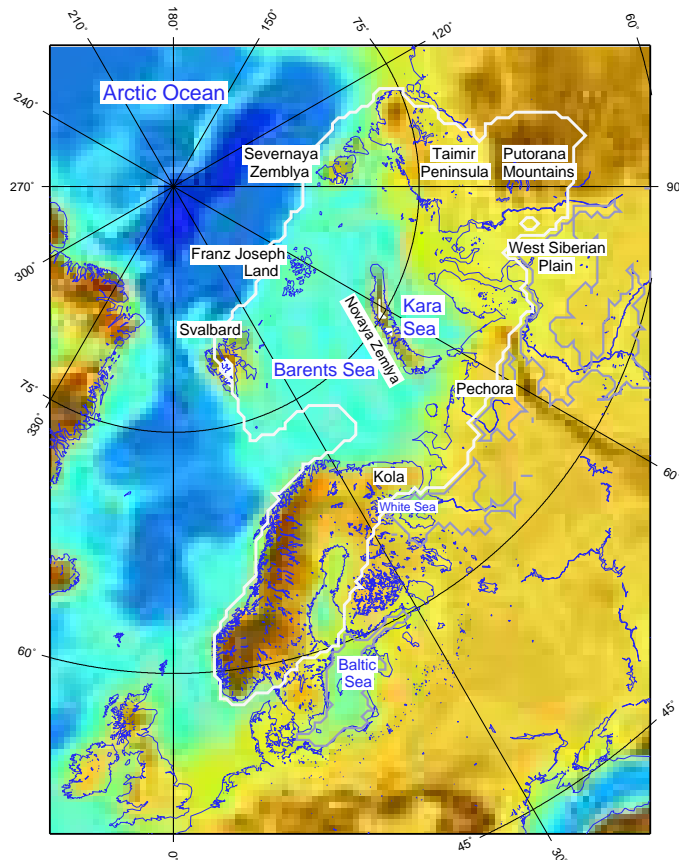 210°
180°
150°
75°
120°
60°
240°
Arctic Ocean
Severnaya
Zemblya
Taimir
Peninsula
Putorana
Mountains
270°
90°
300°
Franz Joseph
Land
West Siberian
Plain
Kara
Sea
Novaya Zemlya
Svalbard
Barents Sea
75°
330°
Pechora
60°
Kola
White Sea
60°
Baltic
Sea
45°
0°
45°
30°